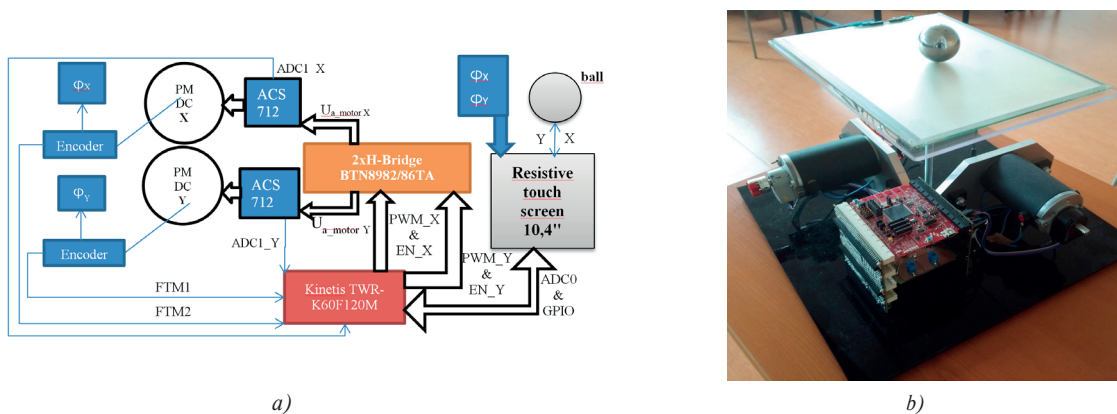 ADC1_X
φX
PM
DC
X
ACS
712
Ua_motor X
Encoder
φX
φY
ball
Y
X
2xH-Bridge
BTN8982/86TA
Resistive
touch
screen
10,4"
φY
PM
DC
Y
ACS
712
Ua_motor Y
Encoder
ADC1_Y
PWM_X
&
EN_X
PWM_Y
&
EN_Y
ADC0
&
GPIO
FTM1
FTM2
Kinetis TWR-
K60F120M
a)
b)